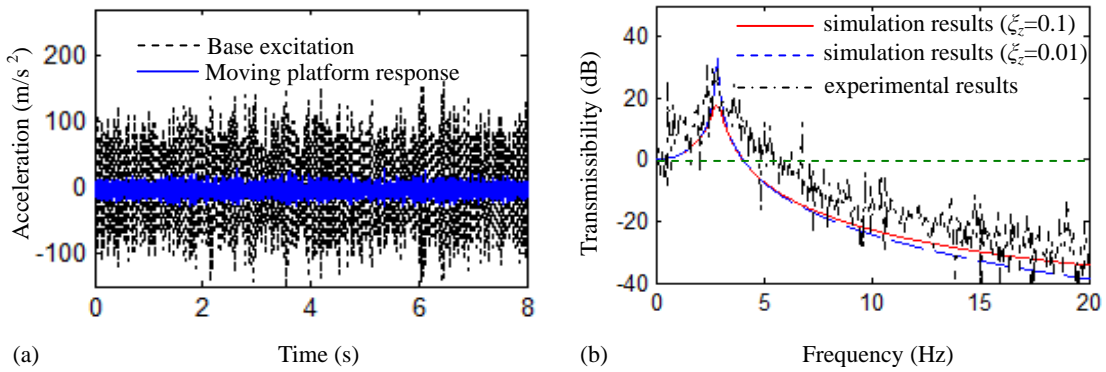 200
100
0
-100
0 2 4 6 8
Acceleration (m/s²)
Base excitation
Moving platform response
(a) Time (s)
40
20
0
-20
-40
0 5 10 15 20
Transmissibility (dB)
simulation results (ξz=0.1)
simulation results (ξz=0.01)
experimental results
(b) Frequency (Hz)